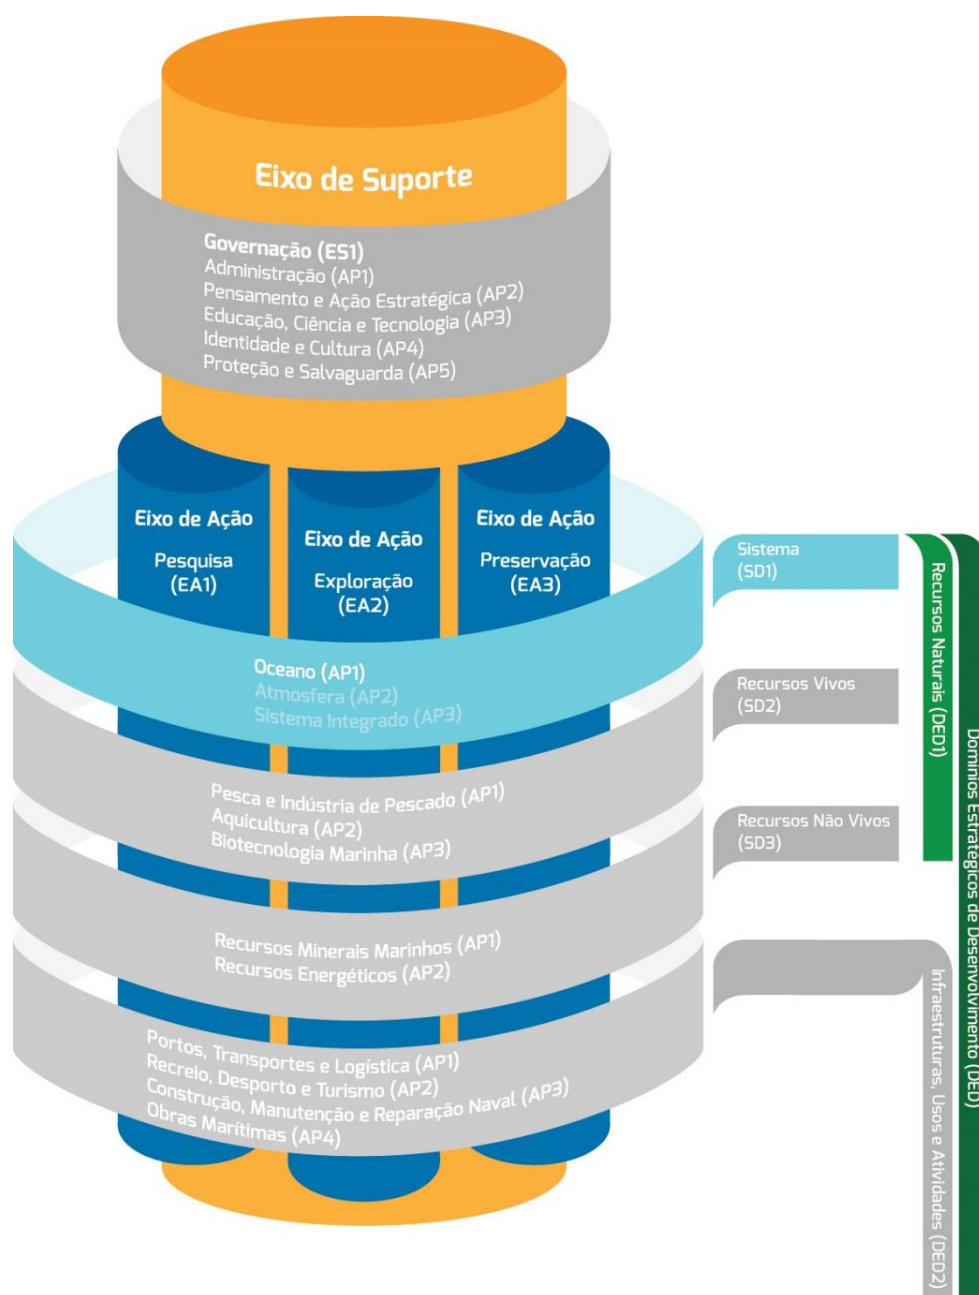 Eixo de Suporte
Governação (ES1)
Administração (AP1)
Pensamento e Ação Estratégica (AP2)
Educação, Ciência e Tecnologia (AP3)
Identidade e Cultura (AP4)
Proteção e Salvaguarda (AP5)
Eixo de Ação
Pesquisa
(EA1)
Eixo de Ação
Exploração
(EA2)
Eixo de Ação
Preservação
(EA3)
Oceano (AP1)
Atmosfera (AP2)
Sistema Integrado (AP3)
Pesca e Indústria de Pescado (AP1)
Aquicultura (AP2)
Biotecnologia Marinha (AP3)
Recursos Minerais Marinhos (AP1)
Recursos Energéticos (AP2)
Portos, Transportes e Logística (AP1)
Recreio, Desporto e Turismo (AP2)
Construção, Manutenção e Reparação Naval (AP3)
Obras Marítimas (AP4)
Sistema
(SD1)
Recursos Vivos
(SD2)
Recursos Não Vivos
(SD3)
Recursos Naturais (DED1)
Infraestruturas, Usos e Atividades (DED2)
Domínios Estratégicos de Desenvolvimento (DED)